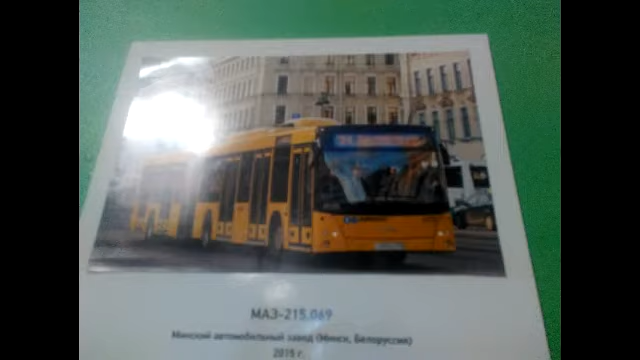 МАЗ-215.069
Минский автомобильный завод (Минск, Белоруссия)
2015 г.